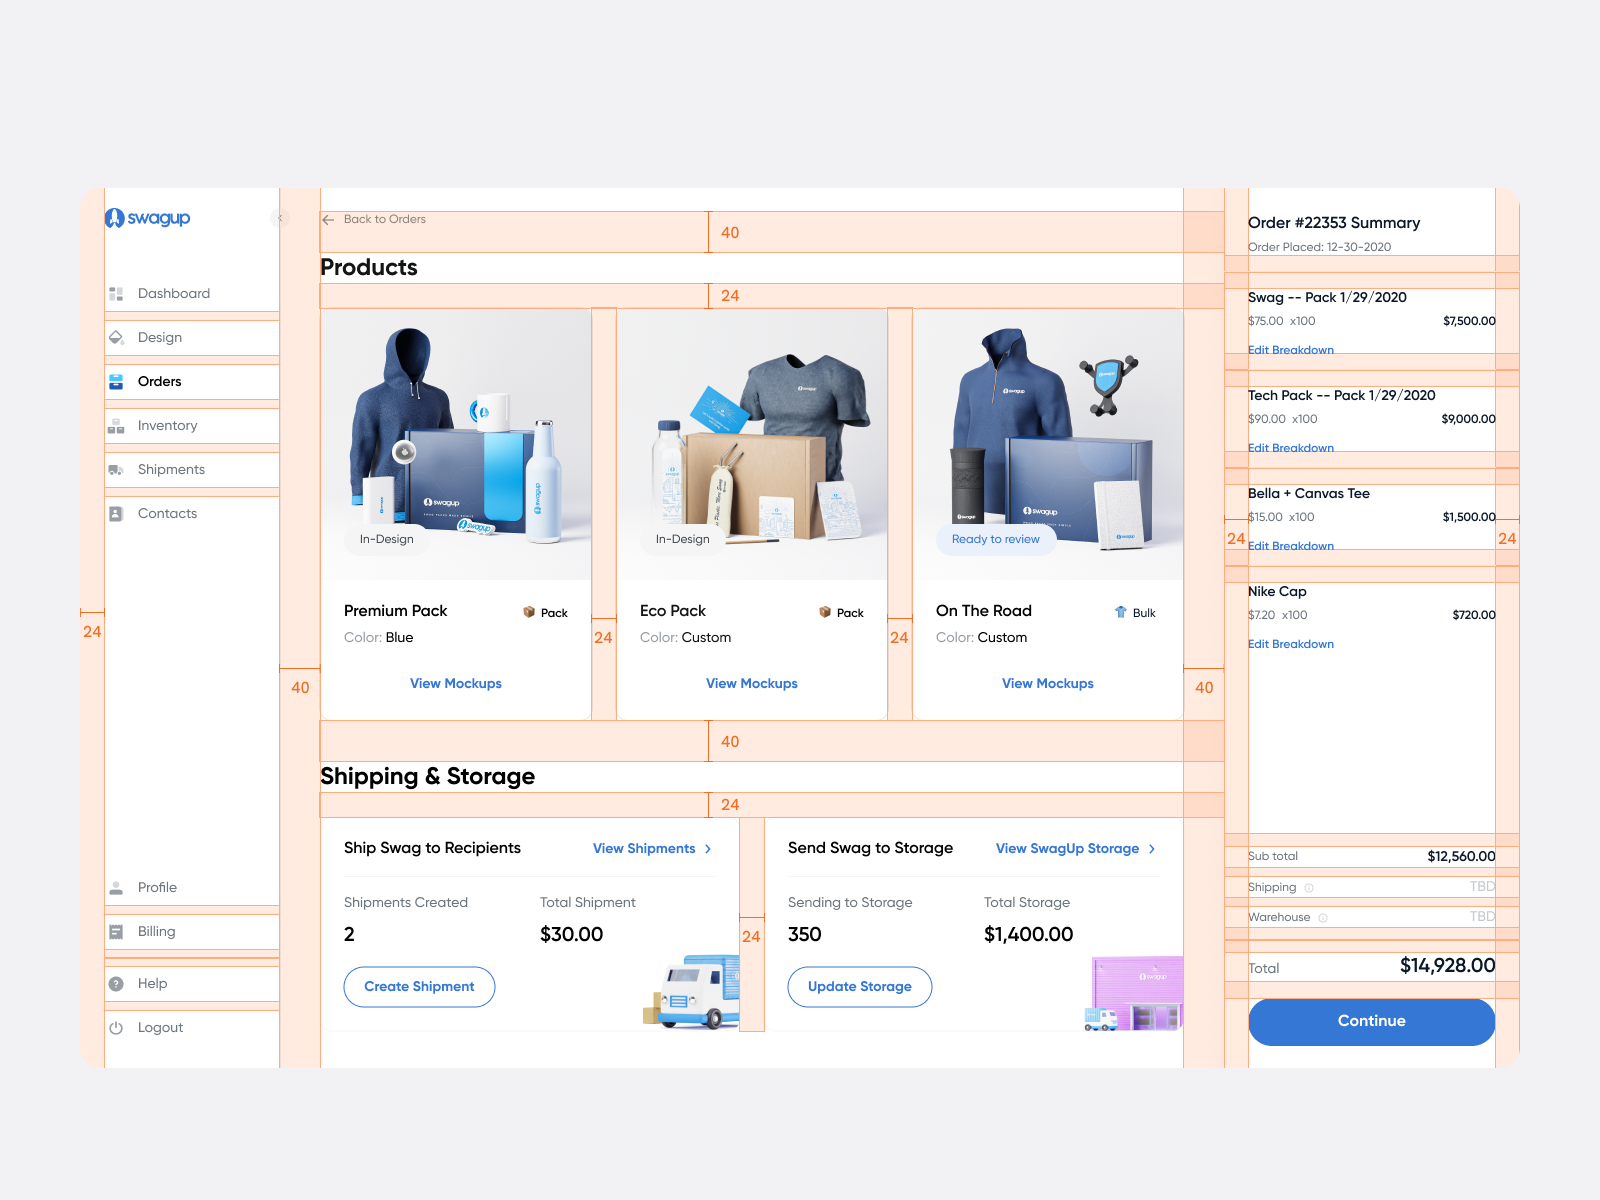 swagup
Dashboard
Design
Orders
Inventory
Shipments
Contacts
Profile
Billing
Help
Logout
24
40
Back to Orders
40
Products
24
swagup
swagup
swagup
swagup
In-Design
Premium Pack
Pack
Color: Blue
View Mockups
24
swagup
In-Design
Eco Pack
Pack
Color: Custom
View Mockups
24
swagup
swagup
Ready to review
On The Road
Bulk
Color: Custom
View Mockups
40
40
Shipping & Storage
24
Ship Swag to Recipients
View Shipments
Shipments Created
Total Shipment
2
$30.00
Create Shipment
24
Send Swag to Storage
View SwagUp Storage
Sending to Storage
Total Storage
350
$1,400.00
Update Storage
swagup
Order #22353 Summary
Order Placed: 12-30-2020
Swag -- Pack 1/29/2020
$75.00 x100
$7,500.00
Edit Breakdown
Tech Pack -- Pack 1/29/2020
$90.00 x100
$9,000.00
Edit Breakdown
Bella + Canvas Tee
$15.00 x100
$1,500.00
24
Edit Breakdown
24
Nike Cap
$7.20 x100
$720.00
Edit Breakdown
Sub total
$12,560.00
Shipping
TBD
Warehouse
TBD
Total
$14,928.00
Continue